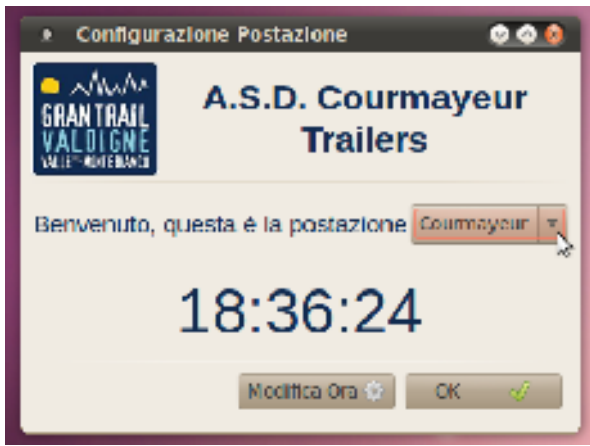 Configurazione Postazione
GRAN TRAIL
VALDIGNE
A.S.D. Courmayeur
Trailers
Benvenuto, questa è la postazione Courmayeur
18:36:24
Modifica Ora OK